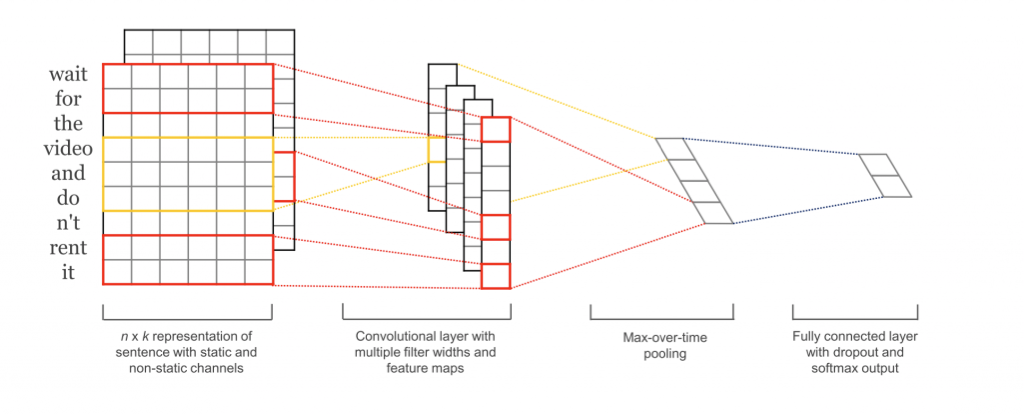 wait
for
the
video
and
do
n't
rent
it
n x k representation of
sentence with static and
non-static channels
Convolutional layer with
multiple filter widths and
feature maps
Max-over-time
pooling
Fully connected layer
with dropout and
softmax output